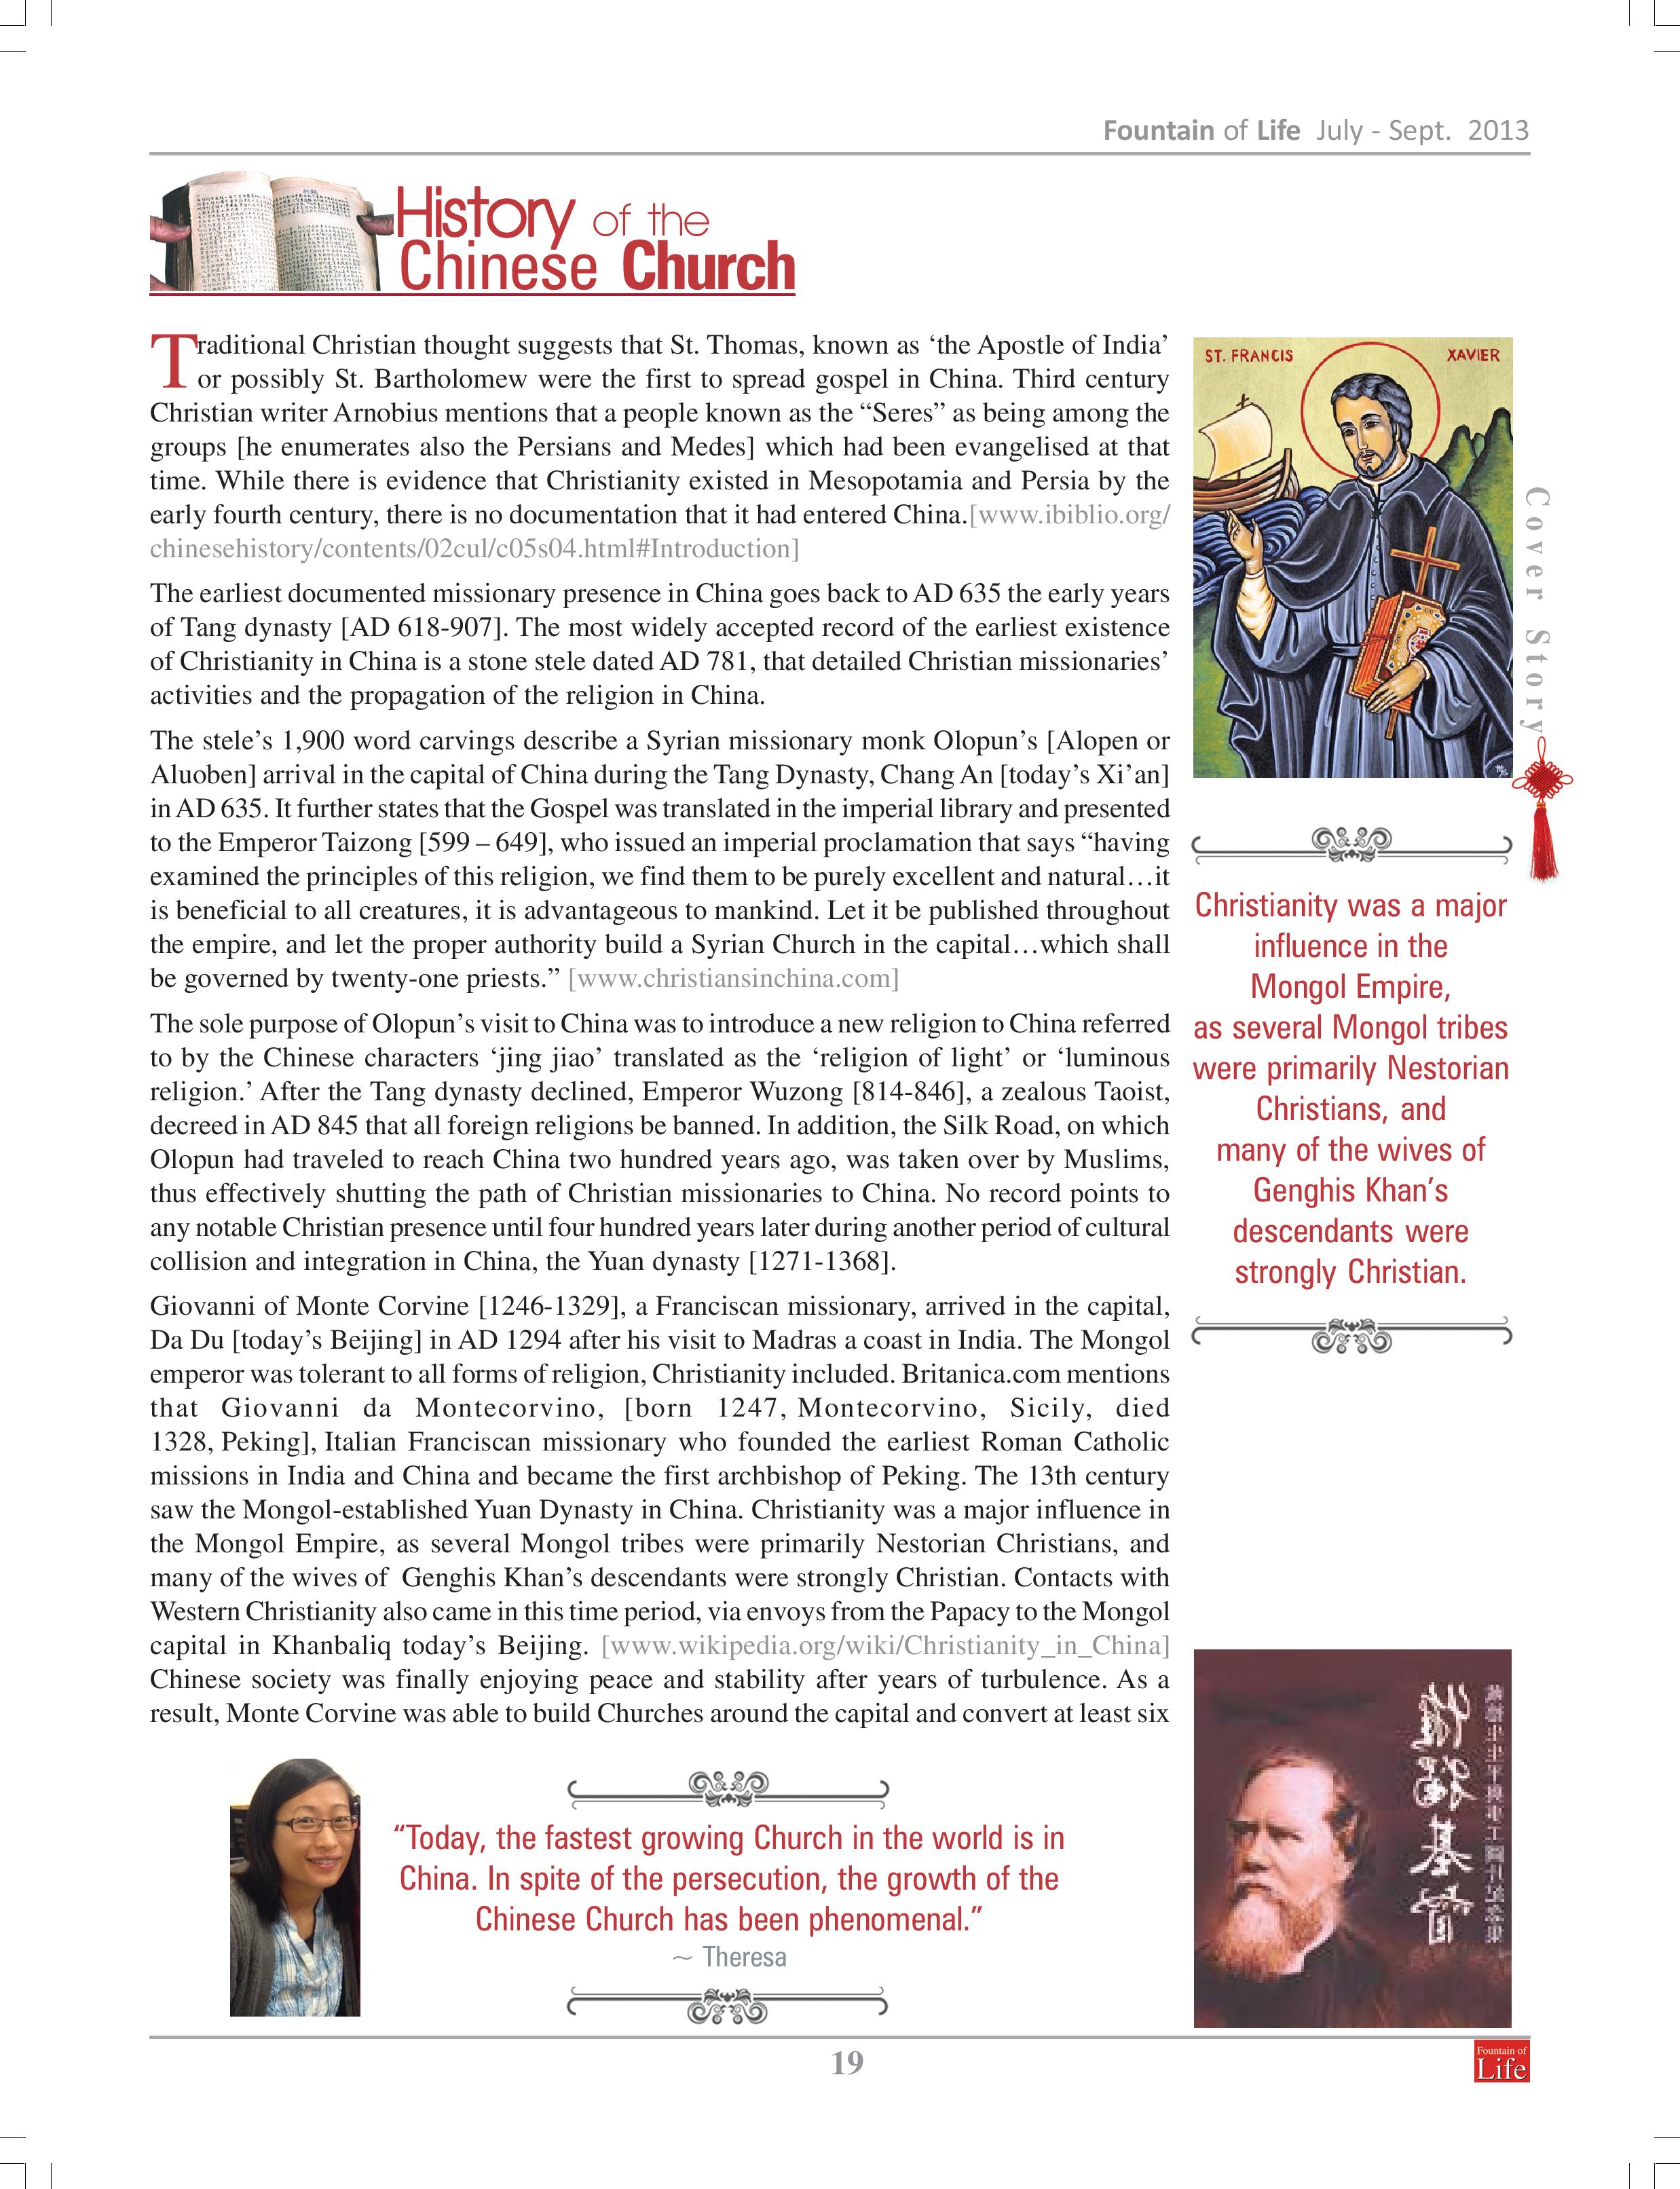 Fountain of Life July - Sept. 2013
History of the
Chinese Church
Traditional Christian thought suggests that St. Thomas, known as ‘the Apostle of India’
or possibly St. Bartholomew were the first to spread gospel in China. Third century
Christian writer Arnobius mentions that a people known as the “Seres” as being among the
groups [he enumerates also the Persians and Medes] which had been evangelised at that
time. While there is evidence that Christianity existed in Mesopotamia and Persia by the
early fourth century, there is no documentation that it had entered China.[www.ibiblio.org/
chinesehistory/contents/02cul/c05s04.html#Introduction]
The earliest documented missionary presence in China goes back to AD 635 the early years
of Tang dynasty [AD 618-907]. The most widely accepted record of the earliest existence
of Christianity in China is a stone stele dated AD 781, that detailed Christian missionaries’
activities and the propagation of the religion in China.
The stele’s 1,900 word carvings describe a Syrian missionary monk Olopun’s [Alopen or
Aluoben] arrival in the capital of China during the Tang Dynasty, Chang An [today’s Xi’an]
in AD 635. It further states that the Gospel was translated in the imperial library and presented
to the Emperor Taizong [599 – 649], who issued an imperial proclamation that says “having
examined the principles of this religion, we find them to be purely excellent and natural…it
is beneficial to all creatures, it is advantageous to mankind. Let it be published throughout
the empire, and let the proper authority build a Syrian Church in the capital…which shall
be governed by twenty-one priests.” [www.christiansinchina.com]
The sole purpose of Olopun’s visit to China was to introduce a new religion to China referred
to by the Chinese characters ‘jing jiao’ translated as the ‘religion of light’ or ‘luminous
religion.’ After the Tang dynasty declined, Emperor Wuzong [814-846], a zealous Taoist,
decreed in AD 845 that all foreign religions be banned. In addition, the Silk Road, on which
Olopun had traveled to reach China two hundred years ago, was taken over by Muslims,
thus effectively shutting the path of Christian missionaries to China. No record points to
any notable Christian presence until four hundred years later during another period of cultural
collision and integration in China, the Yuan dynasty [1271-1368].
Giovanni of Monte Corvine [1246-1329], a Franciscan missionary, arrived in the capital,
Da Du [today’s Beijing] in AD 1294 after his visit to Madras a coast in India. The Mongol
emperor was tolerant to all forms of religion, Christianity included. Britanica.com mentions
that Giovanni da Montecorvino, [born 1247, Montecorvino, Sicily, died
1328, Peking], Italian Franciscan missionary who founded the earliest Roman Catholic
missions in India and China and became the first archbishop of Peking. The 13th century
saw the Mongol-established Yuan Dynasty in China. Christianity was a major influence in
the Mongol Empire, as several Mongol tribes were primarily Nestorian Christians, and
many of the wives of Genghis Khan’s descendants were strongly Christian. Contacts with
Western Christianity also came in this time period, via envoys from the Papacy to the Mongol
capital in Khanbaliq today’s Beijing. [www.wikipedia.org/wiki/Christianity_in_China]
Chinese society was finally enjoying peace and stability after years of turbulence. As a
result, Monte Corvine was able to build Churches around the capital and convert at least six
ST. FRANCIS XAVIER
Cover Story
Christianity was a major
influence in the
Mongol Empire,
as several Mongol tribes
were primarily Nestorian
Christians, and
many of the wives of
Genghis Khan’s
descendants were
strongly Christian.
“Today, the fastest growing Church in the world is in
China. In spite of the persecution, the growth of the
Chinese Church has been phenomenal.”
~ Theresa
基督
19
Fountain of
Life